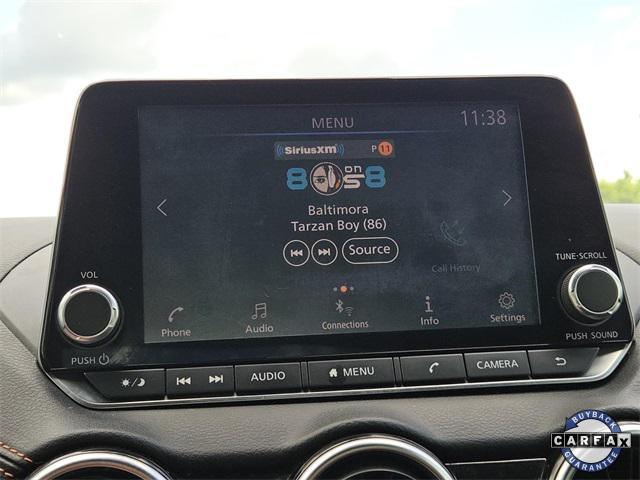 MENU 11:38
SiriusXM P 11
80s on 8
Baltimora
Tarzan Boy (86)
Source
Call History
Phone Audio Connections Info Settings
VOL
PUSH
TUNE·SCROLL
PUSH SOUND
AUDIO MENU CAMERA
BUYBACK
CARFAX
GUARANTEE